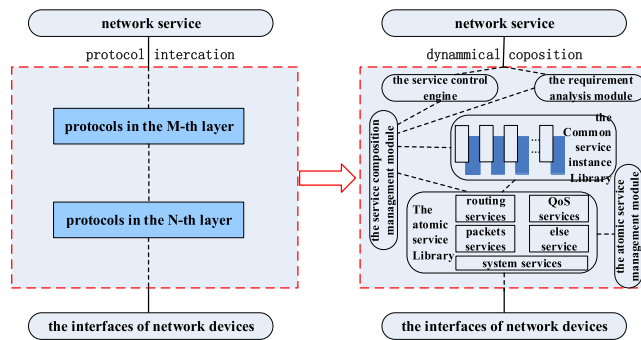 network service
protocol intercation
protocols in the M-th layer
protocols in the N-th layer
the interfaces of network devices
network service
dynammical coposition
the service control
engine
the requirement
analysis module
the service composition
management module
the
Common
service
instance
Library
...
The
atomic
service
Library
routing
services
QoS
services
packets
services
else
service
system services
the atomic service
management module
the interfaces of network devices